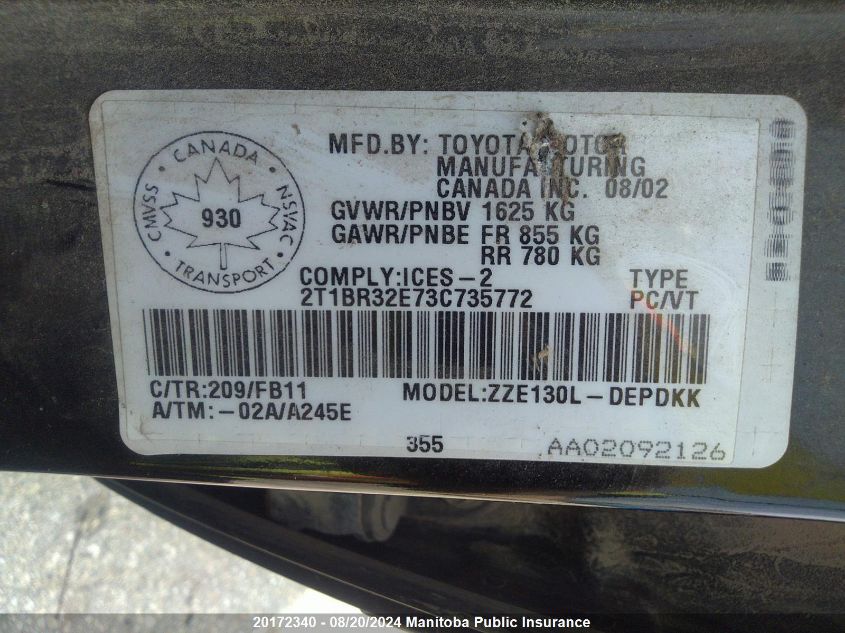 MFD.BY: TOYOTA MOTOR
MANUFACTURING
CANADA INC. 08/02
GVWR/PNBV 1625 KG
GAWR/PNBE FR 855 KG
RR 780 KG
CANADA
CMVSS 930 NSVAC
TRANSPORT
COMPLY:ICES-2 TYPE
2T1BR32E73C735772 PC/VT
C/TR:209/FB11 MODEL:ZZE130L-DEPDKK
A/TM:-02A/A245E
355 AA02092126
20172340 - 08/20/2024 Manitoba Public Insurance